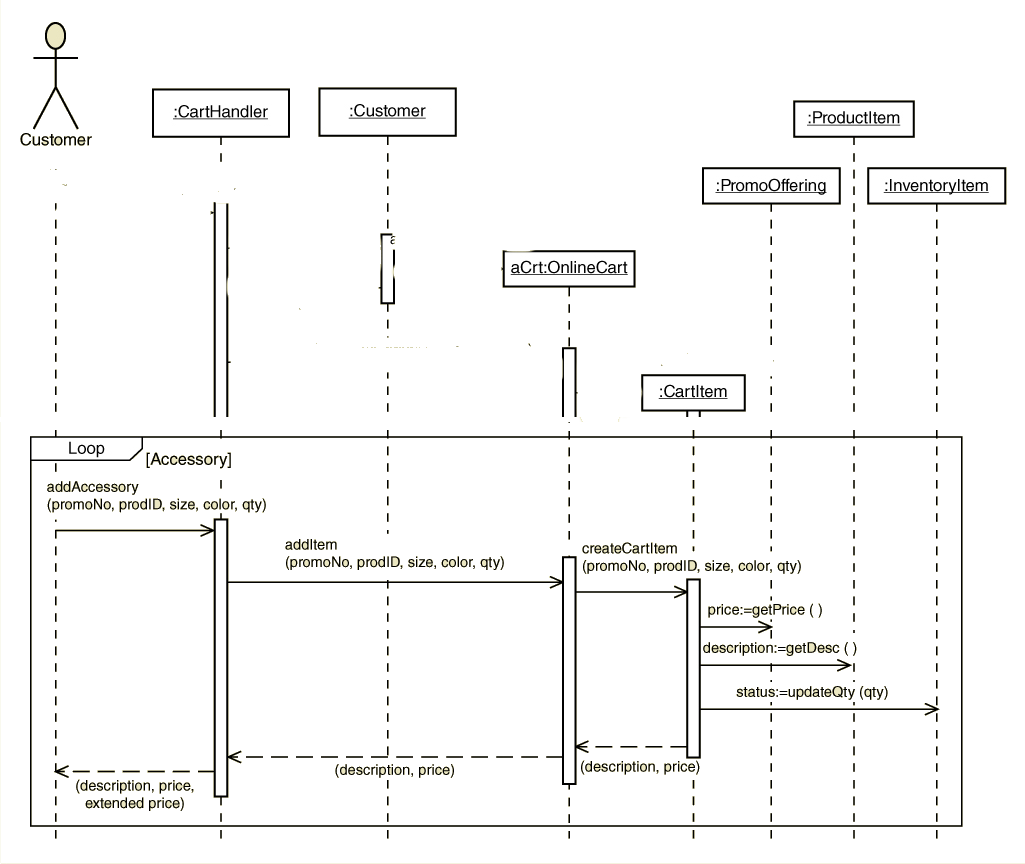 Customer
:CartHandler
:Customer
:ProductItem
:PromoOffering
:InventoryItem
aCrt:OnlineCart
:CartItem
Loop
[Accessory]
addAccessory
(promoNo, prodID, size, color, qty)
addItem
(promoNo, prodID, size, color, qty)
createCartItem
(promoNo, prodID, size, color, qty)
price:=getPrice ( )
description:=getDesc ( )
status:=updateQty (qty)
(description, price)
(description, price)
(description, price,
extended price)